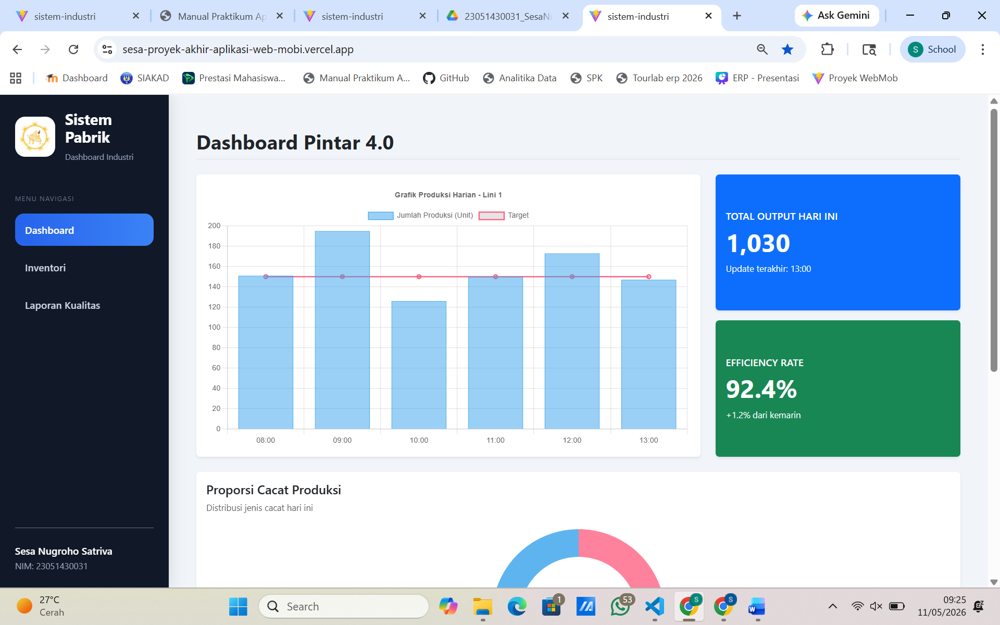 sistem-industri
Manual Praktikum Ap
sistem-industri
23051430031_SesaNu
sistem-industri
Ask Gemini
sesa-proyek-akhir-aplikasi-web-mobi.vercel.app
S
School
Dashboard
SIAKAD
Prestasi Mahasiswa...
Manual Praktikum A...
GitHub
Analitika Data
SPK
Tourlab erp 2026
ERP - Presentasi
Proyek WebMob
Sistem
Pabrik
Dashboard Industri
MENU NAVIGASI
Dashboard
Inventori
Laporan Kualitas
Sesa Nugroho Satriva
NIM: 23051430031
Dashboard Pintar 4.0
Grafik Produksi Harian - Lini 1
Jumlah Produksi (Unit)
Target
200
180
160
140
120
100
80
60
40
20
0
08:00
09:00
10:00
11:00
12:00
13:00
TOTAL OUTPUT HARI INI
1,030
Update terakhir: 13:00
EFFICIENCY RATE
92.4%
+1.2% dari kemarin
Proporsi Cacat Produksi
Distribusi jenis cacat hari ini
27°C
Cerah
Search
1
53
S
S
09:25
11/05/2026